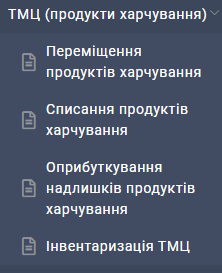 ТМЦ (продукти харчування)
Переміщення
продуктів харчування
Списання продуктів
харчування
Оприбуткування
надлишків продуктів
харчування
Інвентаризація ТМЦ